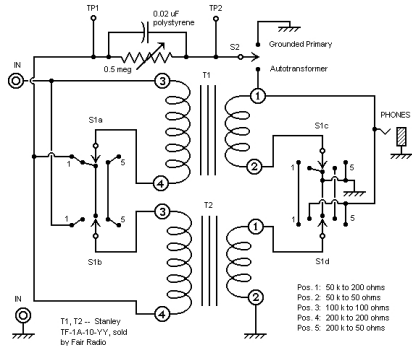 TP1
0.02 uF
polystyrene
TP2
S2
Grounded Primary
IN
0.5 meg
T1
Autotransformer
3
1
PHONES
S1a
S1c
2
4
1
5
1
5
T2
3
1
1
5
1
5
S1b
S1d
IN
4
2
T1, T2 -- Stanley
TF-1A-10-YY, sold
by Fair Radio
Pos. 1: 50 k to 200 ohms
Pos. 2: 50 k to 50 ohms
Pos. 3: 100 k to 100 ohms
Pos. 4: 200 k to 200 ohms
Pos. 5: 200 k to 50 ohms